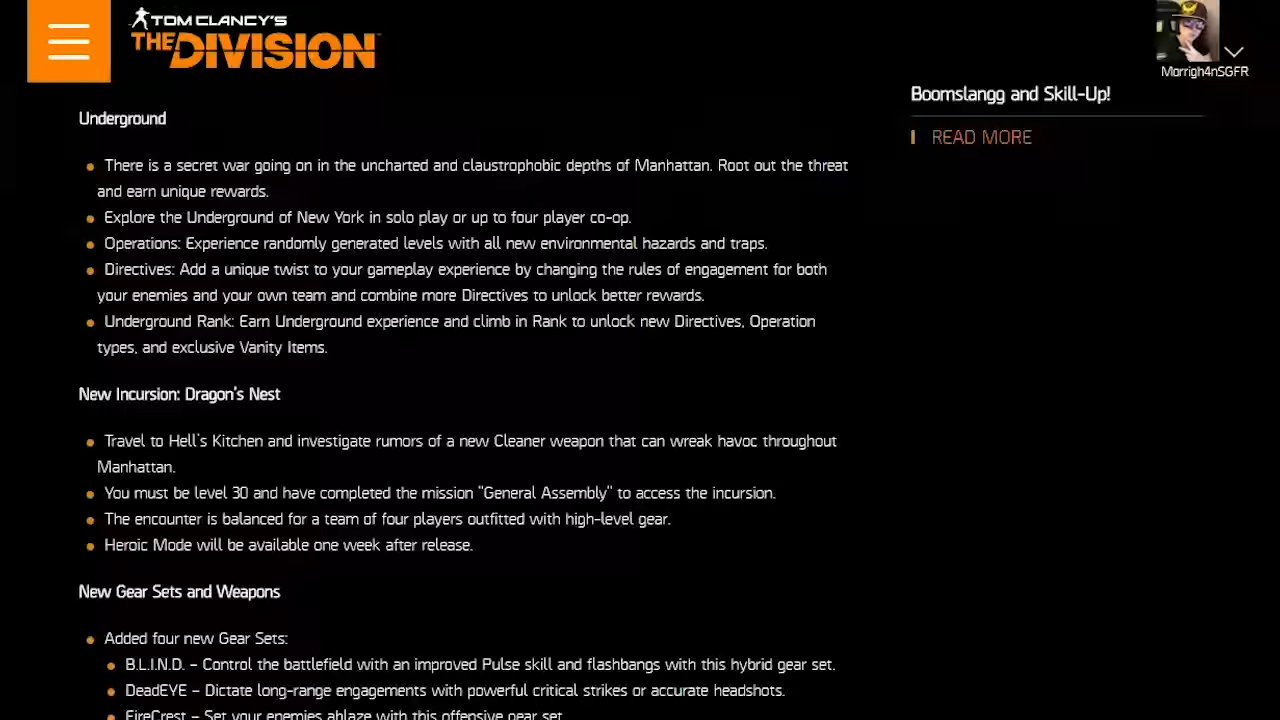 TOM CLANCY'S
THE DIVISION
Morrigh4nSGFR
Boomslangg and Skill-Up!
READ MORE
Underground
There is a secret war going on in the uncharted and claustrophobic depths of Manhattan. Root out the threat
and earn unique rewards.
Explore the Underground of New York in solo play or up to four player co-op.
Operations: Experience randomly generated levels with all new environmental hazards and traps.
Directives: Add a unique twist to your gameplay experience by changing the rules of engagement for both
your enemies and your own team and combine more Directives to unlock better rewards.
Underground Rank: Earn Underground experience and climb in Rank to unlock new Directives, Operation
types, and exclusive Vanity Items.
New Incursion: Dragon's Nest
Travel to Hell's Kitchen and investigate rumors of a new Cleaner weapon that can wreak havoc throughout
Manhattan.
You must be level 30 and have completed the mission "General Assembly" to access the incursion.
The encounter is balanced for a team of four players outfitted with high-level gear.
Heroic Mode will be available one week after release.
New Gear Sets and Weapons
Added four new Gear Sets:
B.L.I.N.D. - Control the battlefield with an improved Pulse skill and flashbangs with this hybrid gear set.
DeadEYE - Dictate long-range engagements with powerful critical strikes or accurate headshots.
FireCrest - Set your enemies ablaze with this offensive gear set